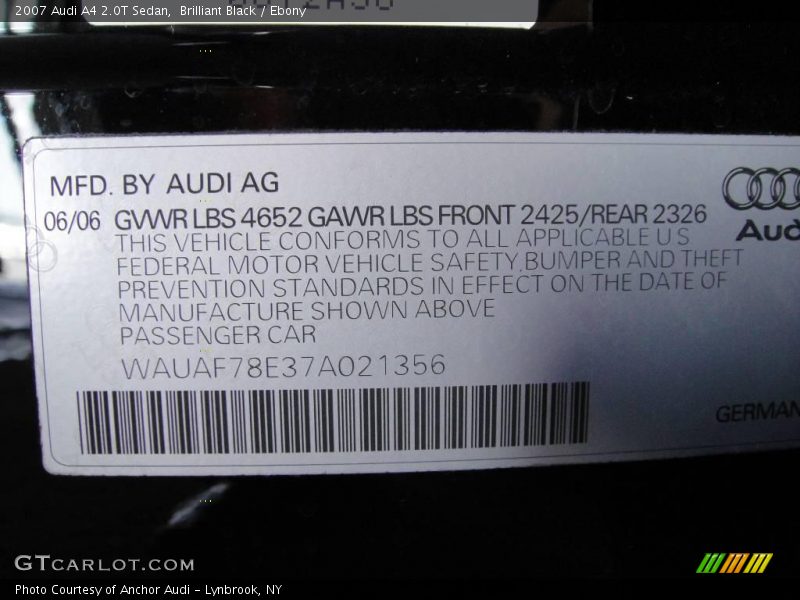 2007 Audi A4 2.0T Sedan,  Brilliant Black / Ebony
MFD. BY AUDI AG
06/06 GVWR LBS 4652 GAWR LBS FRONT 2425/REAR 2326
THIS VEHICLE CONFORMS TO ALL APPLICABLE U S
FEDERAL MOTOR VEHICLE SAFETY, BUMPER AND THEFT
PREVENTION STANDARDS IN EFFECT ON THE DATE OF
MANUFACTURE SHOWN ABOVE
PASSENGER CAR
WAUAF78E37A021356
Audi
GERMAN
GTCARLOT.COM
Photo Courtesy of Anchor Audi - Lynbrook, NY